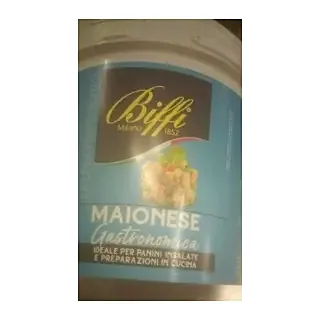 Biffi
Milano 1852
MAIONESE
Gastronomica
IDEALE PER PANINI INSALATE
E PREPARAZIONI IN CUCINA